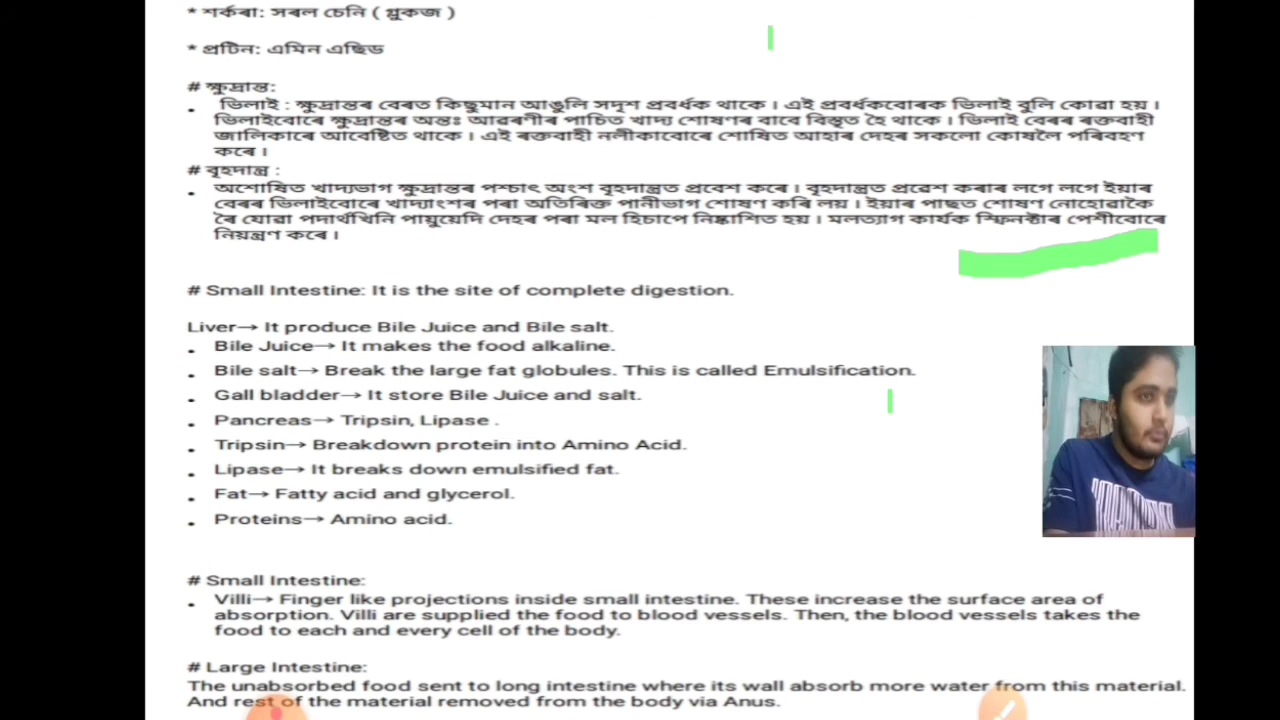 * শৰ্কৰা: সৰল চেনি ( গ্লুকজ )
* প্ৰটিন: এমিন এছিড
# ক্ষুদ্ৰান্ত:
• ভিলাই : ক্ষুদ্ৰান্তৰ বেৰত কিছুমান আঙুলি সদৃশ প্ৰবৰ্ধক থাকে । এই প্ৰবৰ্ধকবোৰক ভিলাই বুলি কোৱা হয় ।
ভিলাইবোৰে ক্ষুদ্ৰান্তৰ অন্তঃ আৱৰণীৰ পাচিত খাদ্য শোষণৰ বাবে বিস্তৃত হৈ থাকে । ভিলাই বেৰৰ ৰক্তবাহী
জালিকাৰে আবেষ্টিত থাকে । এই ৰক্তবাহী নলীকাবোৰে শোষিত আহাৰ দেহৰ সকলো কোষলৈ পৰিবহণ
কৰে ।
# বৃহদান্ত্ৰ :
• অশোষিত খাদ্যভাগ ক্ষুদ্ৰান্তৰ পশ্চাৎ অংশ বৃহদান্ত্ৰত প্ৰবেশ কৰে । বৃহদান্ত্ৰত প্ৰৱেশ কৰাৰ লগে লগে ইয়াৰ
বেৰৰ ভিলাইবোৰে খাদ্যাংশৰ পৰা অতিৰিক্ত পানীভাগ শোষণ কৰি লয় । ইয়াৰ পাছত শোষণ নোহোৱাকৈ
ৰৈ যোৱা পদাৰ্থখিনি পায়ুয়েদি দেহৰ পৰা মল হিচাপে নিষ্কাশিত হয় । মলত্যাগ কাৰ্যক স্ফিনক্টাৰ পেশীবোৰে
নিয়ন্ত্ৰণ কৰে ।
# Small Intestine: It is the site of complete digestion.
Liver→ It produce Bile Juice and Bile salt.
• Bile Juice→ It makes the food alkaline.
• Bile salt→ Break the large fat globules. This is called Emulsification.
• Gall bladder→ It store Bile Juice and salt.
• Pancreas→ Tripsin, Lipase .
• Tripsin→ Breakdown protein into Amino Acid.
• Lipase→ It breaks down emulsified fat.
• Fat→ Fatty acid and glycerol.
• Proteins→ Amino acid.
# Small Intestine:
• Villi→ Finger like projections inside small intestine. These increase the surface area of
absorption. Villi are supplied the food to blood vessels. Then, the blood vessels takes the
food to each and every cell of the body.
# Large Intestine:
The unabsorbed food sent to long intestine where its wall absorb more water from this material.
And rest of the material removed from the body via Anus.